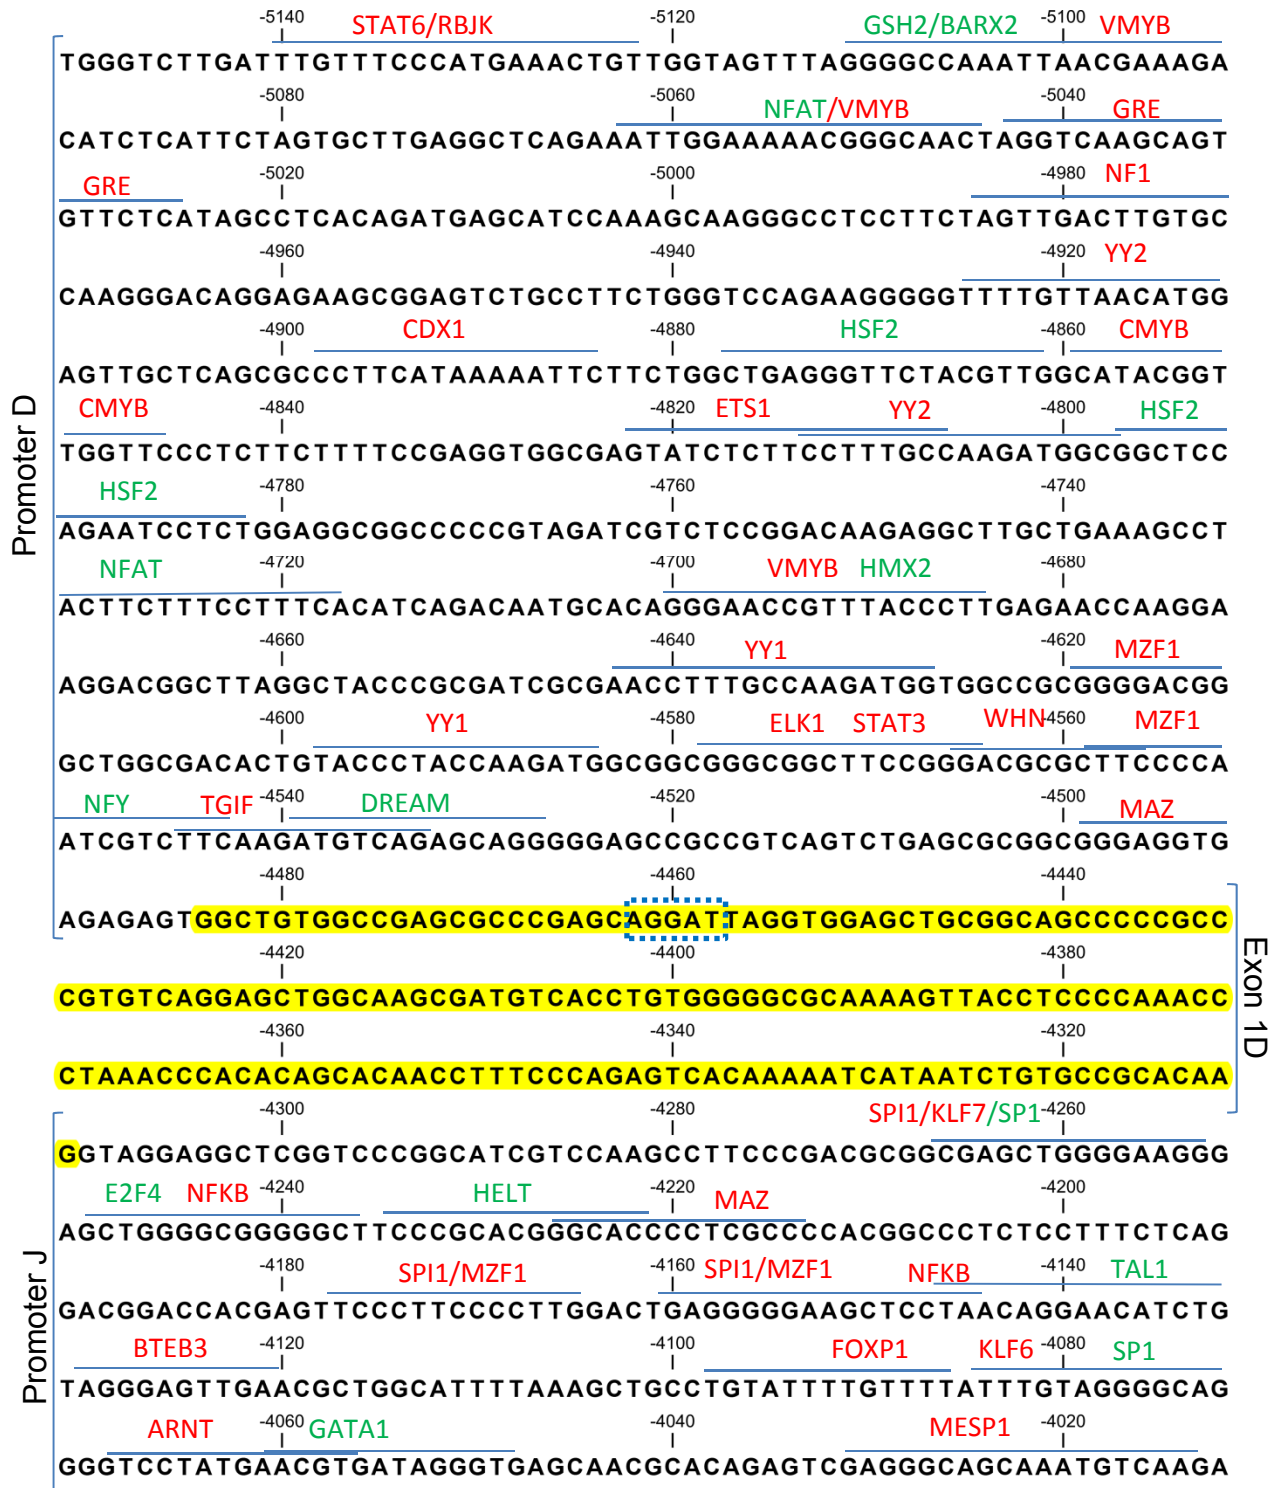 -5140 STAT6/RBJK -5120 GSH2/BARX2 -5100 VMYB
TGGGTCTTGATTTGTTTCCCATGAAACTGTTGGTAGTTTAGGGGCCAAATTAACGAAAGA
-5080 -5060 NFAT/VMYB -5040 GRE
CATCTCATTCTAGTGCTTGAGGCTCAGAAATTGGAAAAACGGGCAACTAGGTCAAGCAGT
GRE -5020 -5000 -4980 NF1
GTTCTCATAGCCTCACAGATGAGCATCCAAAGCAAGGGCCTCCTTCTAGTTGACTTGTGC
-4960 -4940 -4920 YY2
CAAGGGACAGGAGAAGCGGAGTCTGCCTTCTGGGTCCAGAAGGGGGTTTTGTTAACATGG
-4900 CDX1 -4880 HSF2 -4860 CMYB
AGTTGCTCAGCGCCCTTCATAAAAATTCTTCTGGCTGAGGGTTCTACGTTGGCATACGGT
CMYB -4840 -4820 ETS1 YY2 -4800 HSF2
TGGTTCCCTCTTCTTTTCCGAGGTGGCGAGTATCTCTTCCTTTGCCAAGATGGCGGCTCC
HSF2 -4780 -4760 -4740
AGAATCCTCTGGAGGCGGCCCCCGTAGATCGTCTCCGGACAAGAGGCTTGCTGAAAGCCT
NFAT -4720 -4700 VMYB HMX2 -4680
ACTTCTTTCCTTTCACATCAGACAATGCACAGGGAACCGTTTACCCTTGAGAACCAAGGA
-4660 -4640 YY1 -4620 MZF1
AGGACGGCTTAGGCTACCCGCGATCGCGAACCTTTGCCAAGATGGTGGCCGCGGGGACGG
-4600 YY1 -4580 ELK1 STAT3 WHN -4560 MZF1
GCTGGCGACACTGTACCCTACCAAGATGGCGGCGGGCGGCTTCCGGGACGCGCTTCCCCA
NFY TGIF -4540 DREAM -4520 -4500 MAZ
ATCGTCTTCAAGATGTCAGAGCAGGGGGAGCCGCCGTCAGTCTGAGCGCGGCGGGAGGTG
-4480 -4460 -4440
AGAGAGTGGCTGTGGCCGAGCGCCCGAGCAGGATTAGGTGGAGCTGCGGCAGCCCCCGCC
-4420 -4400 -4380
CGTGTCAGGAGCTGGCAAGCGATGTCACCTGTGGGGGCGCAAAAGTTACCTCCCCAAACC
-4360 -4340 -4320
CTAAACCCACACAGCACAACCTTTCCCAGAGTCACAAAAATCATAATCTGTGCCGCACAA
-4300 -4280 SPI1/KLF7/SP1 -4260
GGTAGGAGGCTCGGTCCCGGCATCGTCCAAGCCTTCCCGACGCGGCGAGCTGGGGAAGGG
E2F4 NFKB -4240 HELT -4220 MAZ -4200
AGCTGGGGCGGGGGCTTCCCGCACGGGCACCCCTCGCCCCACGGCCCTCTCCTTTCTCAG
-4180 SPI1/MZF1 -4160 SPI1/MZF1 NFKB -4140 TAL1
GACGGACCACGAGTTCCCTTCCCCTTGGACTGAGGGGGAAGCTCCTAACAGGAACATCTG
BTEB3 -4120 -4100 FOXP1 KLF6 -4080 SP1
TAGGGAGTTGAACGCTGGCATTTTAAAGCTGCCTGTATTTTGTTTTATTTGTAGGGGCAG
ARNT -4060 GATA1 -4040 MESP1 -4020
GGGTCCTATGAACGTGATAGGGTGAGCAACGCACAGAGTCGAGGGCAGCAAATGTCAAGA
Promoter D
Exon 1D
Promoter J